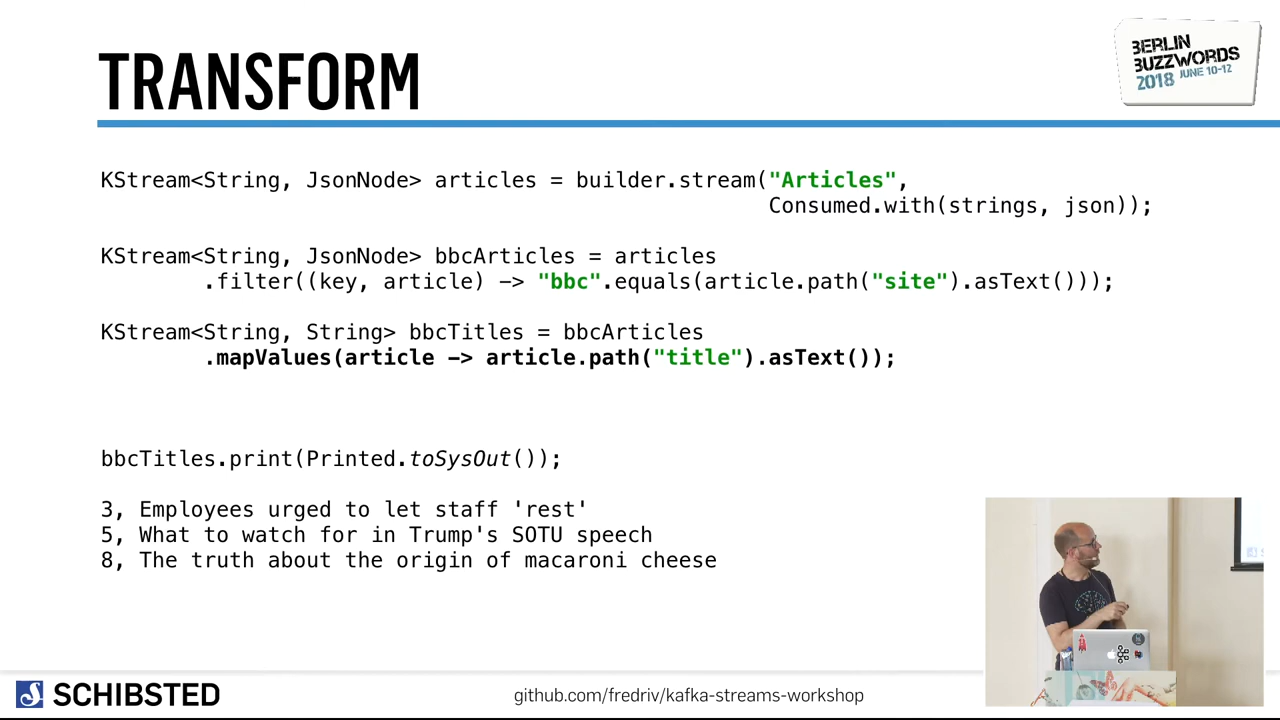 TRANSFORM
BERLIN
BUZZWORDS
2018 JUNE 10-12
KStream<String, JsonNode> articles = builder.stream("Articles",
Consumed.with(strings, json));
KStream<String, JsonNode> bbcArticles = articles
.filter((key, article) -> "bbc".equals(article.path("site").asText()));
KStream<String, String> bbcTitles = bbcArticles
.mapValues(article -> article.path("title").asText());
bbcTitles.print(Printed.toSysOut());
3, Employees urged to let staff 'rest'
5, What to watch for in Trump's SOTU speech
8, The truth about the origin of macaroni cheese
SCHIBSTED
github.com/fredriv/kafka-streams-workshop